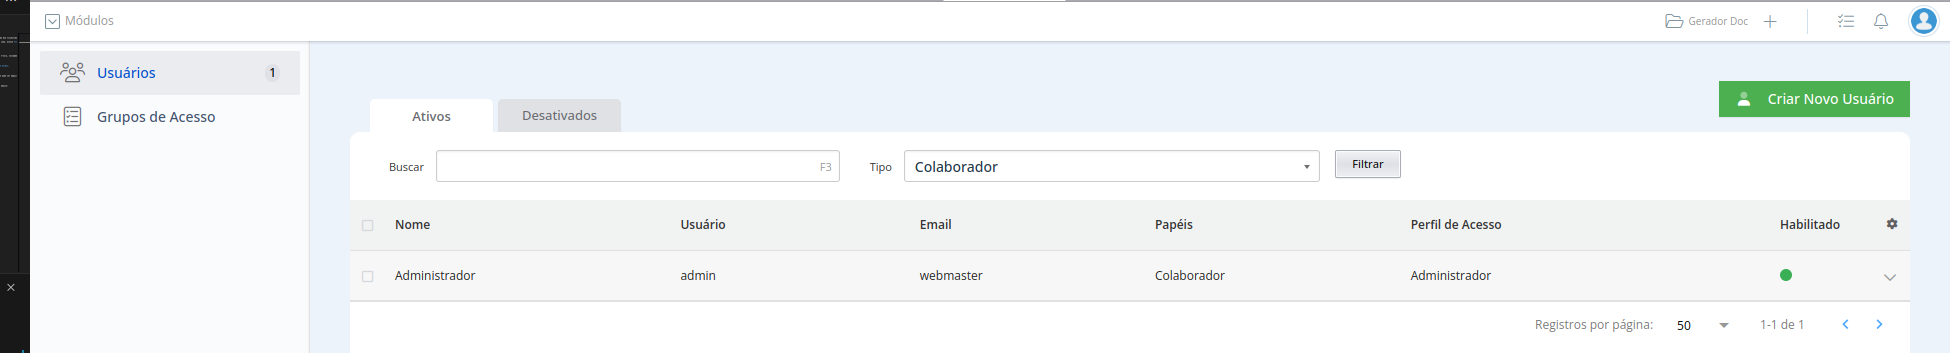 Módulos
Gerador Doc
Usuários 1
Grupos de Acesso
Criar Novo Usuário
Ativos Desativados
Buscar F3 Tipo Colaborador Filtrar
Nome Usuário Email Papéis Perfil de Acesso Habilitado
Administrador admin webmaster Colaborador Administrador
Registros por página: 50 1-1 de 1